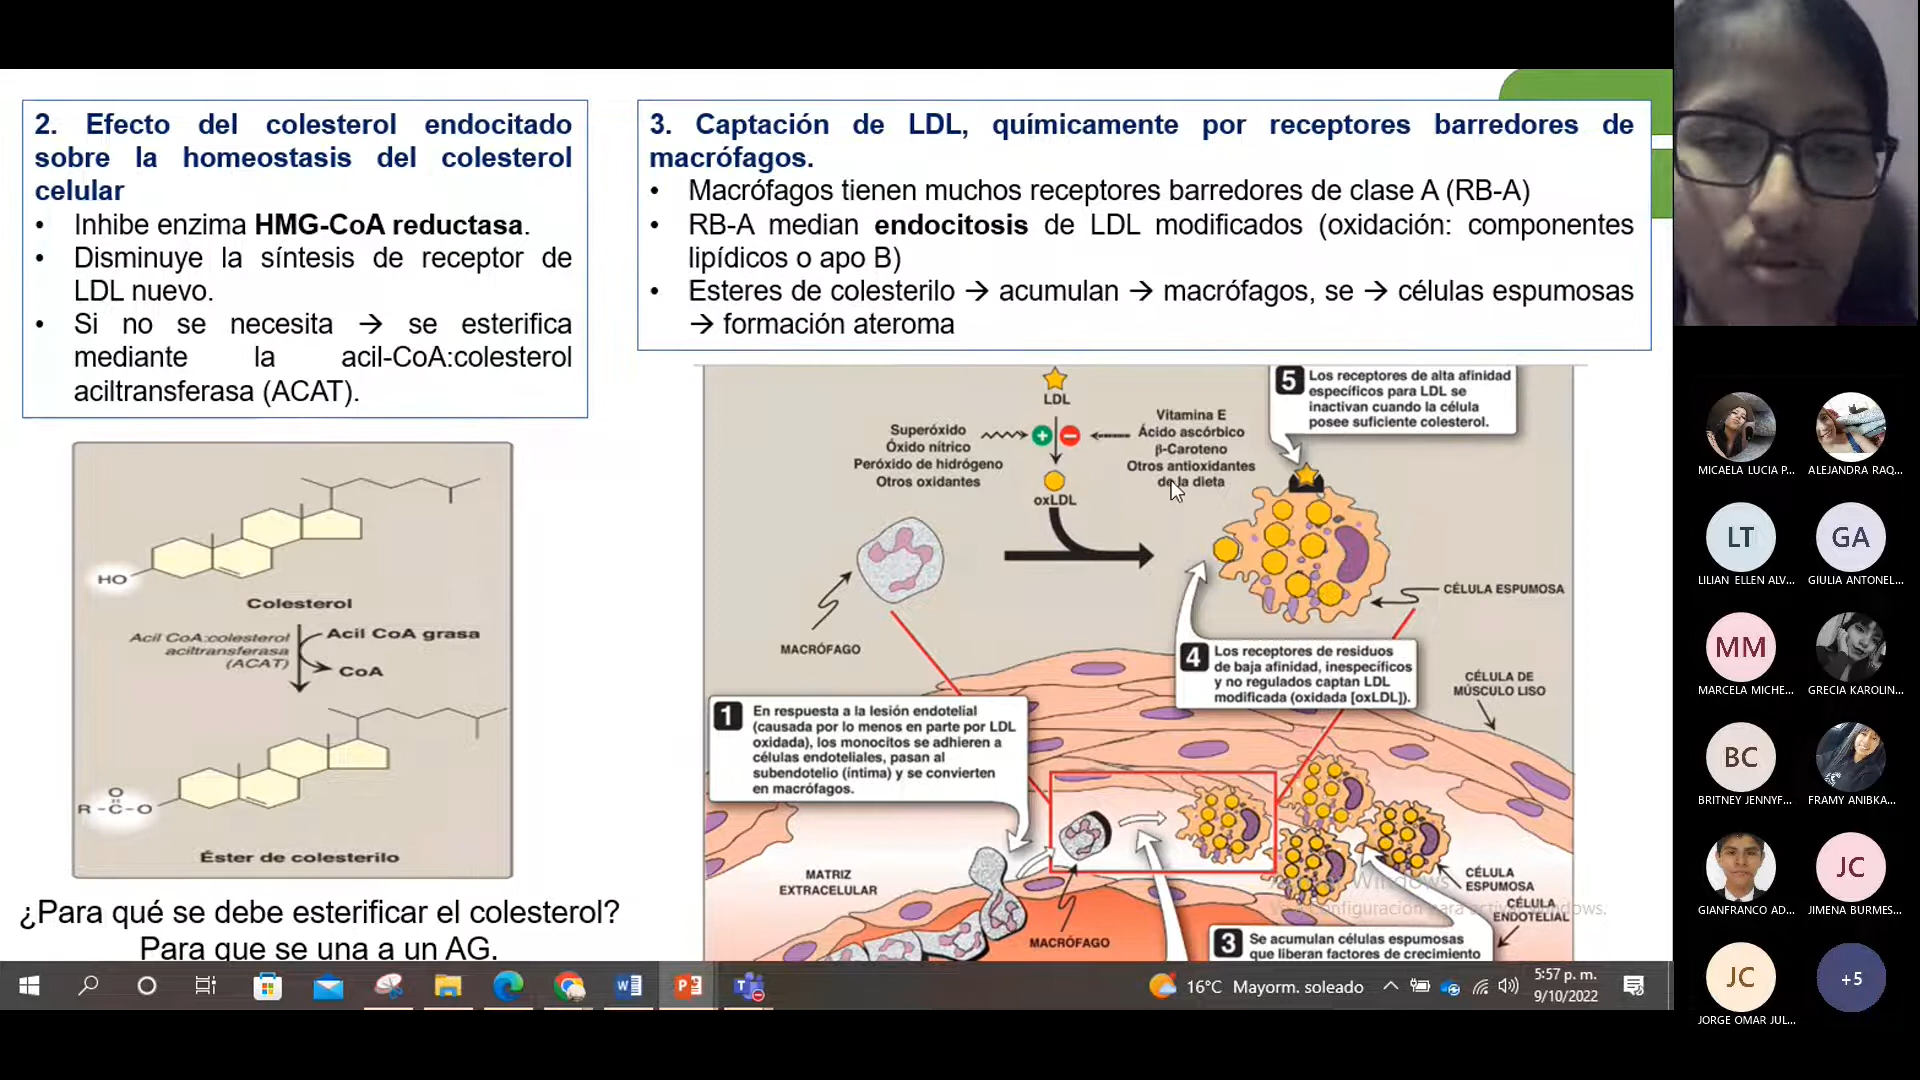 2. Efecto del colesterol endocitado
sobre la homeostasis del colesterol
celular
• Inhibe enzima HMG-CoA reductasa.
• Disminuye la síntesis de receptor de
LDL nuevo.
• Si no se necesita → se esterifica
mediante la acil-CoA:colesterol
aciltransferasa (ACAT).
HO
Colesterol
Acil CoA:colesterol
aciltransferasa
(ACAT)
Acil CoA grasa
CoA
O
R-C-O
Éster de colesterilo
¿Para qué se debe esterificar el colesterol?
Para que se una a un AG.
3. Captación de LDL, químicamente por receptores barredores de
macrófagos.
• Macrófagos tienen muchos receptores barredores de clase A (RB-A)
• RB-A median endocitosis de LDL modificados (oxidación: componentes
lipídicos o apo B)
• Esteres de colesterilo → acumulan → macrófagos, se → células espumosas
→ formación ateroma
LDL
Superóxido
Óxido nítrico
Peróxido de hidrógeno
Otros oxidantes
+
−
Vitamina E
Ácido ascórbico
β-Caroteno
Otros antioxidantes
de la dieta
oxLDL
5 Los receptores de alta afinidad
específicos para LDL se
inactivan cuando la célula
posee suficiente colesterol.
MACRÓFAGO
CÉLULA ESPUMOSA
4 Los receptores de residuos
de baja afinidad, inespecíficos
y no regulados captan LDL
modificada (oxidada [oxLDL]).
CÉLULA DE
MÚSCULO LISO
1 En respuesta a la lesión endotelial
(causada por lo menos en parte por LDL
oxidada), los monocitos se adhieren a
células endoteliales, pasan al
subendotelio (íntima) y se convierten
en macrófagos.
MATRIZ
EXTRACELULAR
MACRÓFAGO
CÉLULA
ESPUMOSA
CÉLULA
ENDOTELIAL
3 Se acumulan células espumosas
que liberan factores de crecimiento
Windows
configuración para activar Windows.
16°C Mayorm. soleado
5:57 p. m.
9/10/2022
MICAELA LUCIA P...
ALEJANDRA RAQ...
LT
LILIAN ELLEN ALV...
GA
GIULIA ANTONEL...
MM
MARCELA MICHE...
GRECIA KAROLIN...
BC
BRITNEY JENNYF...
FRAMY ANIBKA...
GIANFRANCO AD...
JC
JIMENA BURMES...
JC
JORGE OMAR JUL...
+5